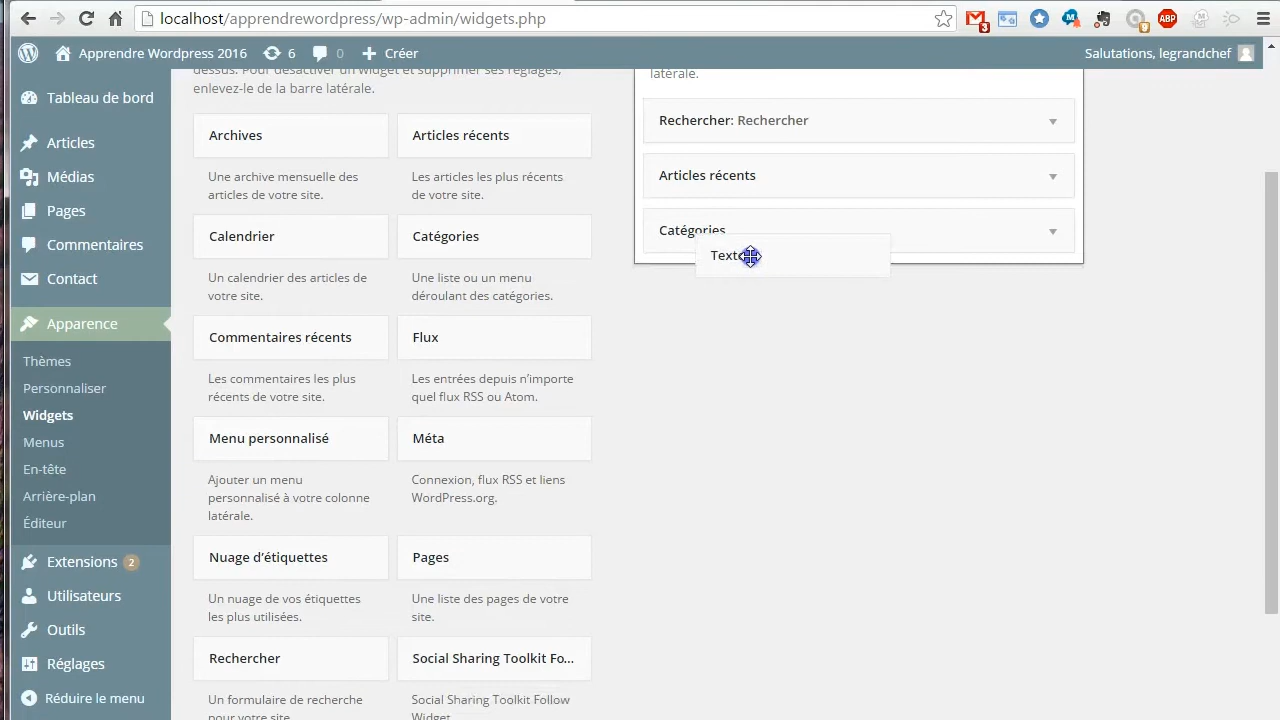 localhost/apprendrewordpress/wp-admin/widgets.php
3
ABP
Apprendre Wordpress 2016
6
0
Créer
Salutations, legrandchef
Tableau de bord
Articles
Médias
Pages
Commentaires
Contact
Apparence
Thèmes
Personnaliser
Widgets
Menus
En-tête
Arrière-plan
Éditeur
Extensions 2
Utilisateurs
Outils
Réglages
Réduire le menu
dessus. Pour désactiver un widget et supprimer ses réglages,
enlevez-le de la barre latérale.
Archives
Une archive mensuelle des
articles de votre site.
Articles récents
Les articles les plus récents
de votre site.
Calendrier
Un calendrier des articles de
votre site.
Catégories
Une liste ou un menu
déroulant des catégories.
Commentaires récents
Les commentaires les plus
récents de votre site.
Flux
Les entrées depuis n’importe
quel flux RSS ou Atom.
Menu personnalisé
Ajouter un menu
personnalisé à votre colonne
latérale.
Méta
Connexion, flux RSS et liens
WordPress.org.
Nuage d’étiquettes
Un nuage de vos étiquettes
les plus utilisées.
Pages
Une liste des pages de votre
site.
Rechercher
Un formulaire de recherche
pour votre site.
Social Sharing Toolkit Fo...
Social Sharing Toolkit Follow
Widget
latérale.
Rechercher: Rechercher
Articles récents
Catégories
Texte